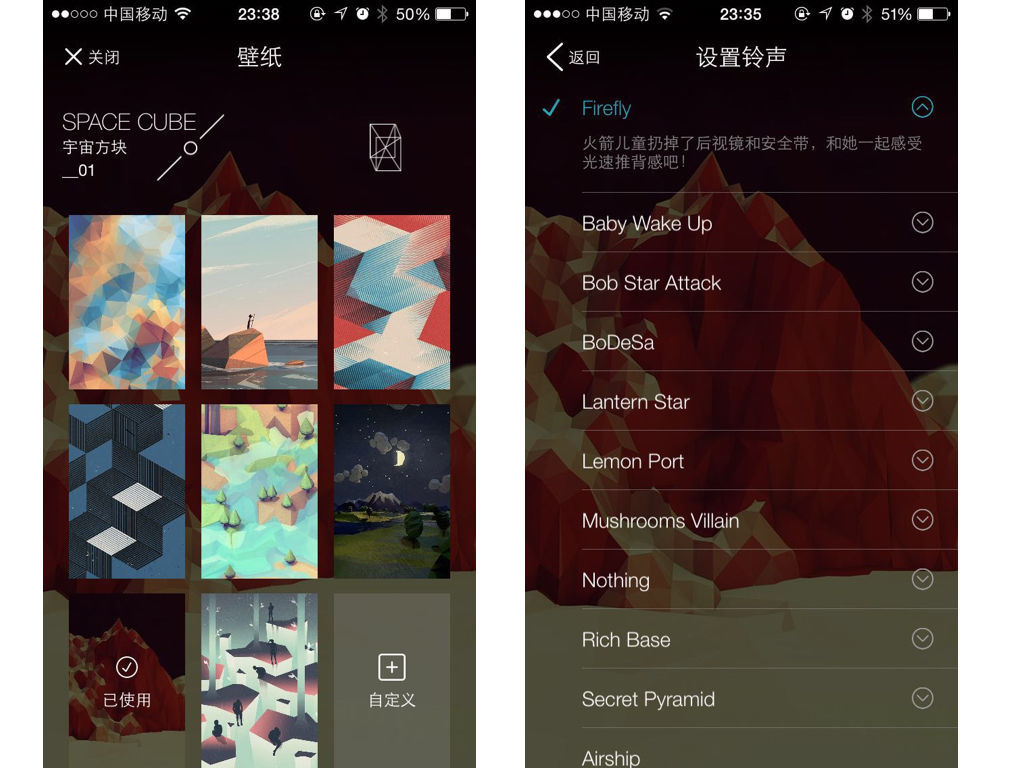 中国移动 23:38 50%
关闭 壁纸
SPACE CUBE
宇宙方块
__01
已使用
自定义
中国移动 23:35 51%
返回 设置铃声
Firefly
火箭儿童扔掉了后视镜和安全带，和她一起感受
光速推背感吧！
Baby Wake Up
Bob Star Attack
BoDeSa
Lantern Star
Lemon Port
Mushrooms Villain
Nothing
Rich Base
Secret Pyramid
Airship